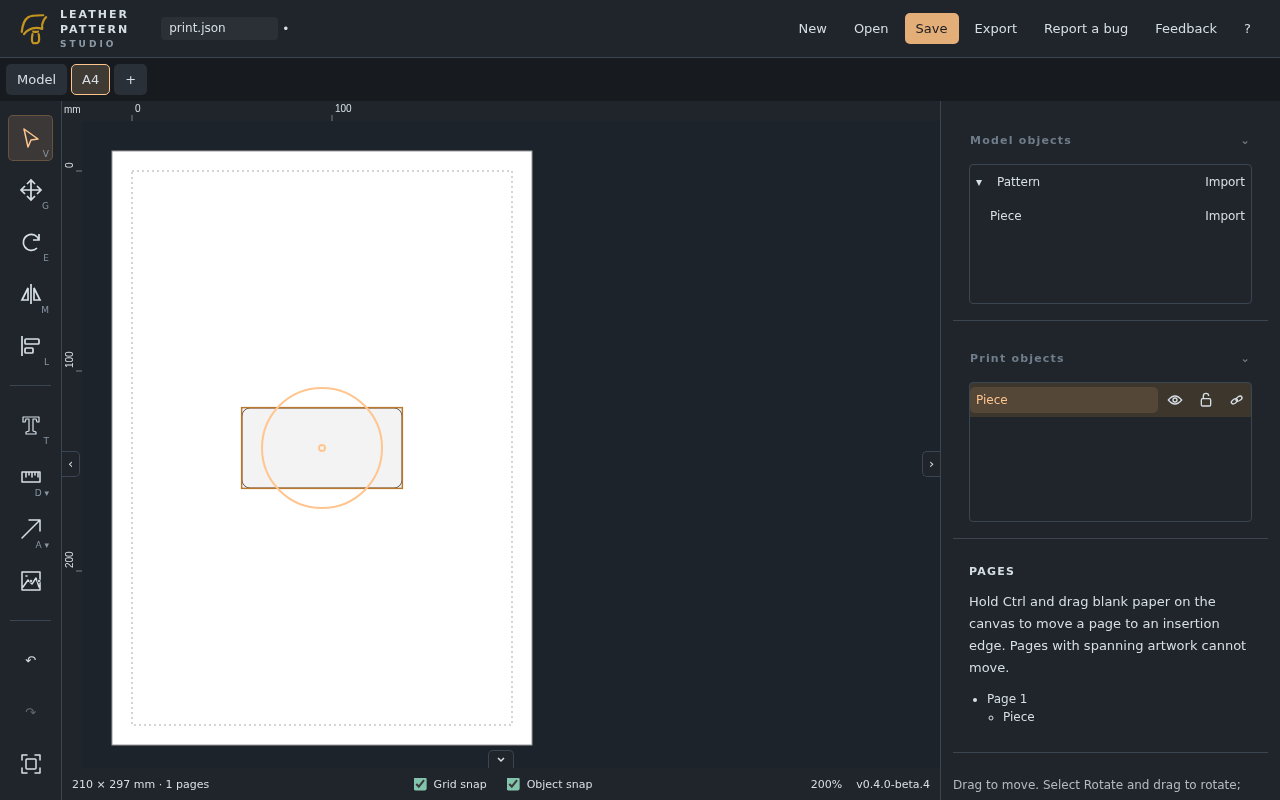 LEATHER
PATTERN
STUDIO
print.json •
New Open Save Export Report a bug Feedback ?
Model A4 +
mm 0 100
V
G
E
M
L
T
D ▾
A ▾
0
100
200
Model objects
▾ Pattern Import
Piece Import
Print objects
Piece
PAGES
Hold Ctrl and drag blank paper on the
canvas to move a page to an insertion
edge. Pages with spanning artwork cannot
move.
• Page 1
◦ Piece
210 × 297 mm · 1 pages Grid snap Object snap 200% v0.4.0-beta.4
Drag to move. Select Rotate and drag to rotate;